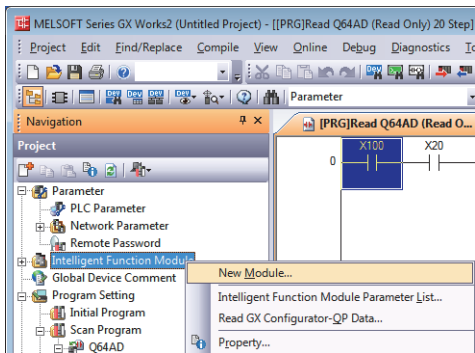 MELSOFT Series GX Works2 (Untitled Project) - [[PRG]Read Q64AD (Read Only) 20 Step]
Project Edit Find/Replace Compile View Online Debug Diagnostics
Parameter
Navigation
[PRG]Read Q64AD (Read O...
Project
X100 X20
0
Parameter
PLC Parameter
Network Parameter
Remote Password
Intelligent Function Modul
New Module...
Global Device Comment
Intelligent Function Module Parameter List...
Program Setting
Initial Program
Read GX Configurator-QP Data...
Scan Program
Property...
Q64AD